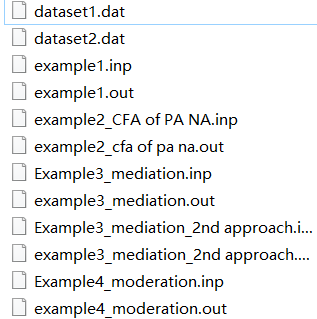 dataset1.dat
dataset2.dat
example1.inp
example1.out
example2_CFA of PA NA.inp
example2_cfa of pa na.out
Example3_mediation.inp
example3_mediation.out
Example3_mediation_2nd approach.i...
example3_mediation_2nd approach....
Example4_moderation.inp
example4_moderation.out